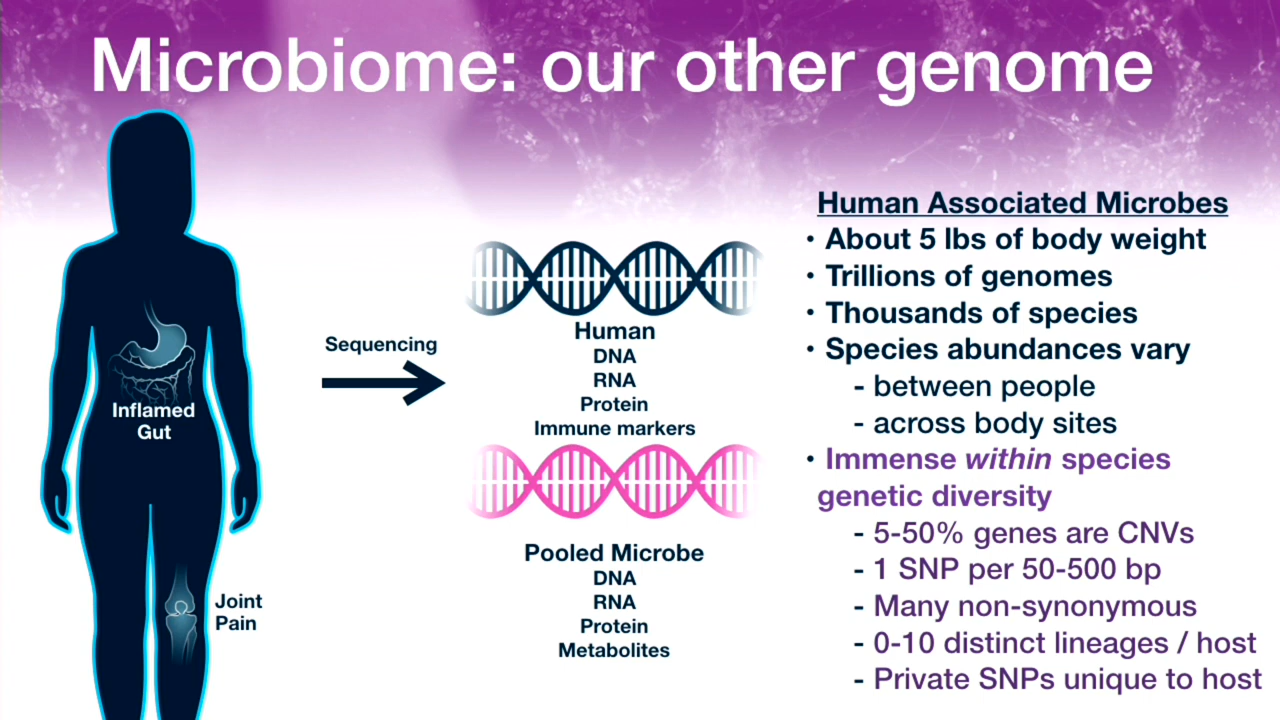 Microbiome: our other genome
Inflamed
Gut
Joint
Pain
Sequencing
Human
DNA
RNA
Protein
Immune markers
Pooled Microbe
DNA
RNA
Protein
Metabolites
Human Associated Microbes
· About 5 lbs of body weight
· Trillions of genomes
· Thousands of species
· Species abundances vary
- between people
- across body sites
· Immense within species
genetic diversity
- 5-50% genes are CNVs
- 1 SNP per 50-500 bp
- Many non-synonymous
- 0-10 distinct lineages / host
- Private SNPs unique to host